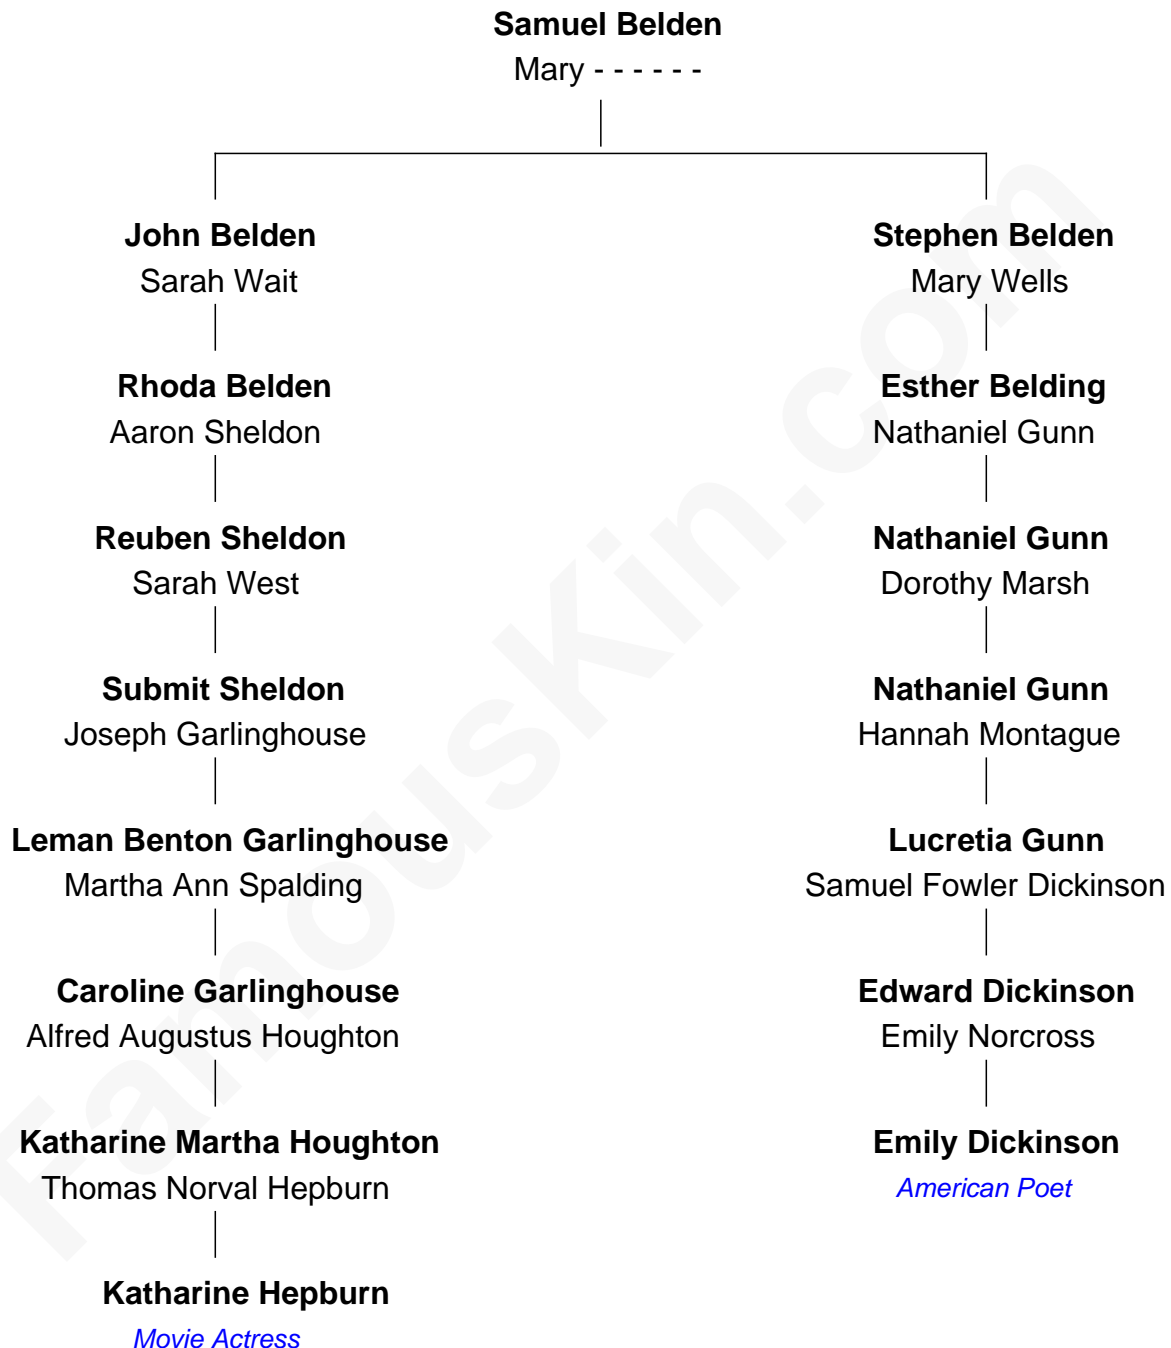 Samuel Belden
Mary - - - - - -
John Belden
Sarah Wait
Stephen Belden
Mary Wells
Rhoda Belden
Aaron Sheldon
Esther Belding
Nathaniel Gunn
Reuben Sheldon
Sarah West
Nathaniel Gunn
Dorothy Marsh
Submit Sheldon
Joseph Garlinghouse
Nathaniel Gunn
Hannah Montague
Leman Benton Garlinghouse
Martha Ann Spalding
Lucretia Gunn
Samuel Fowler Dickinson
Caroline Garlinghouse
Alfred Augustus Houghton
Edward Dickinson
Emily Norcross
Katharine Martha Houghton
Thomas Norval Hepburn
Emily Dickinson
American Poet
Katharine Hepburn
Movie Actress
FamousKin.com